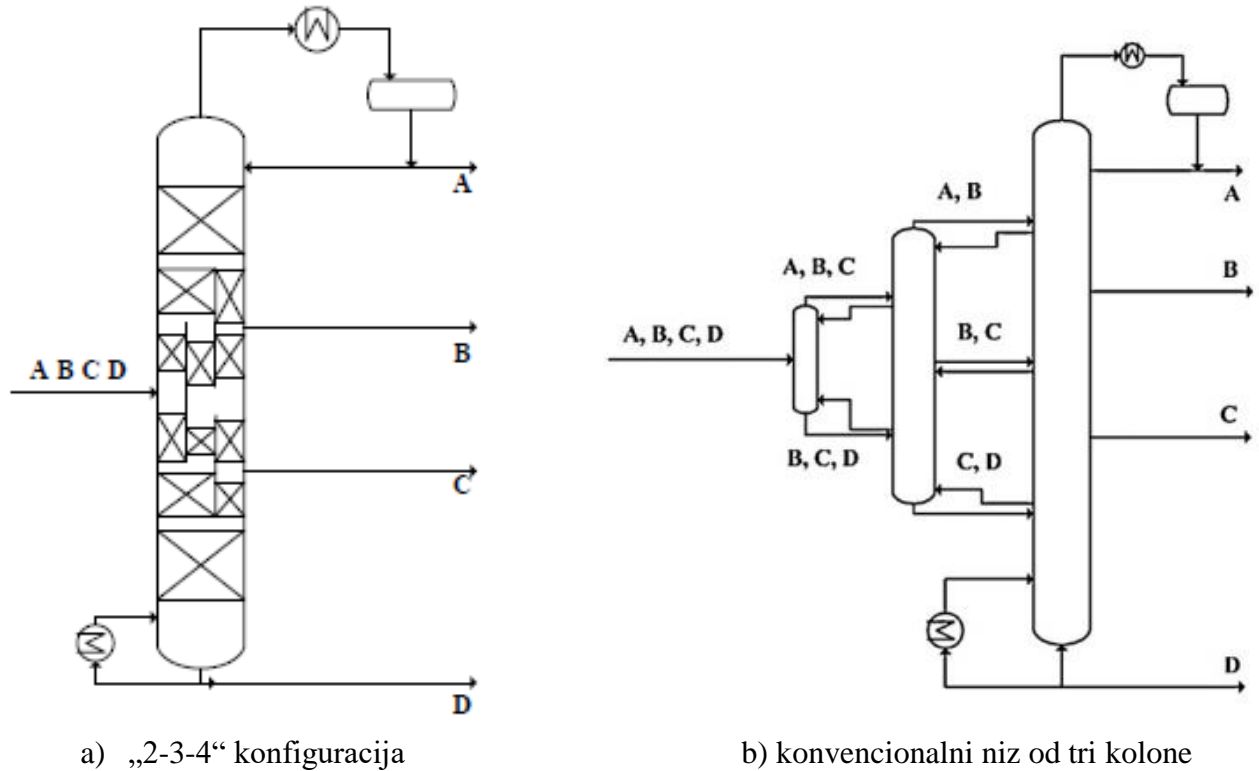 A
B
A B C D
C
D
A, B
A
A, B, C
B
A, B, C, D
B, C
C
B, C, D
C, D
D
a) „2-3-4“ konfiguracija
b) konvencionalni niz od tri kolone